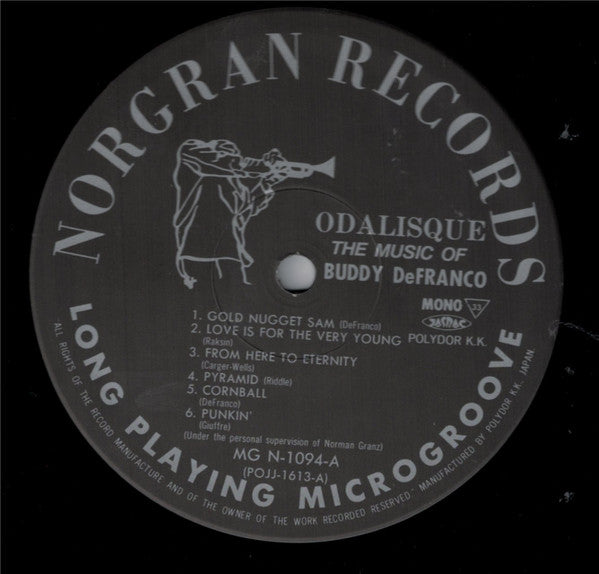 NORGRAN RECORDS
ODALISQUE
THE MUSIC OF
BUDDY DeFRANCO
MONO 33
JASRAC
POLYDOR K.K.
1. GOLD NUGGET SAM (DeFranco)
2. LOVE IS FOR THE VERY YOUNG
(Raksin)
3. FROM HERE TO ETERNITY
(Carger-Wells)
4. PYRAMID (Riddle)
5. CORNBALL
(DeFranco)
6. PUNKIN'
(Giuffre)
(Under the personal supervision of Norman Granz)
MG N-1094-A
(POJJ-1613-A)
LONG PLAYING MICROGROOVE
ALL RIGHTS OF THE RECORD MANUFACTURE AND OF THE OWNER OF THE WORK RECORDED RESERVED· MANUFACTURED BY POLYDOR K.K. JAPAN.